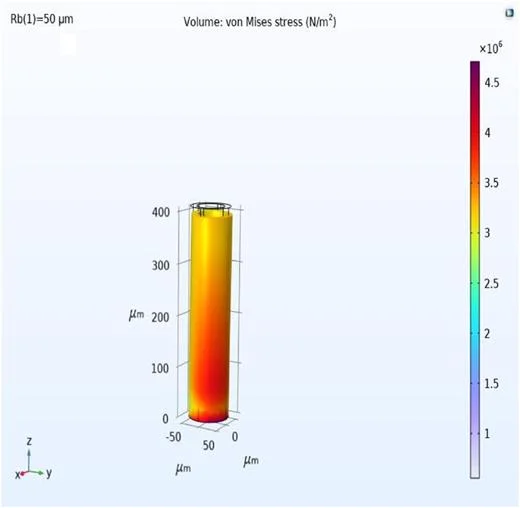 Rb(1)=50 μm
Volume: von Mises stress (N/m²)
×10⁶
4.5
4
3.5
3
2.5
2
1.5
1
400
300
200
100
0
μm
-50
50
0
μm
μm
z
x
y